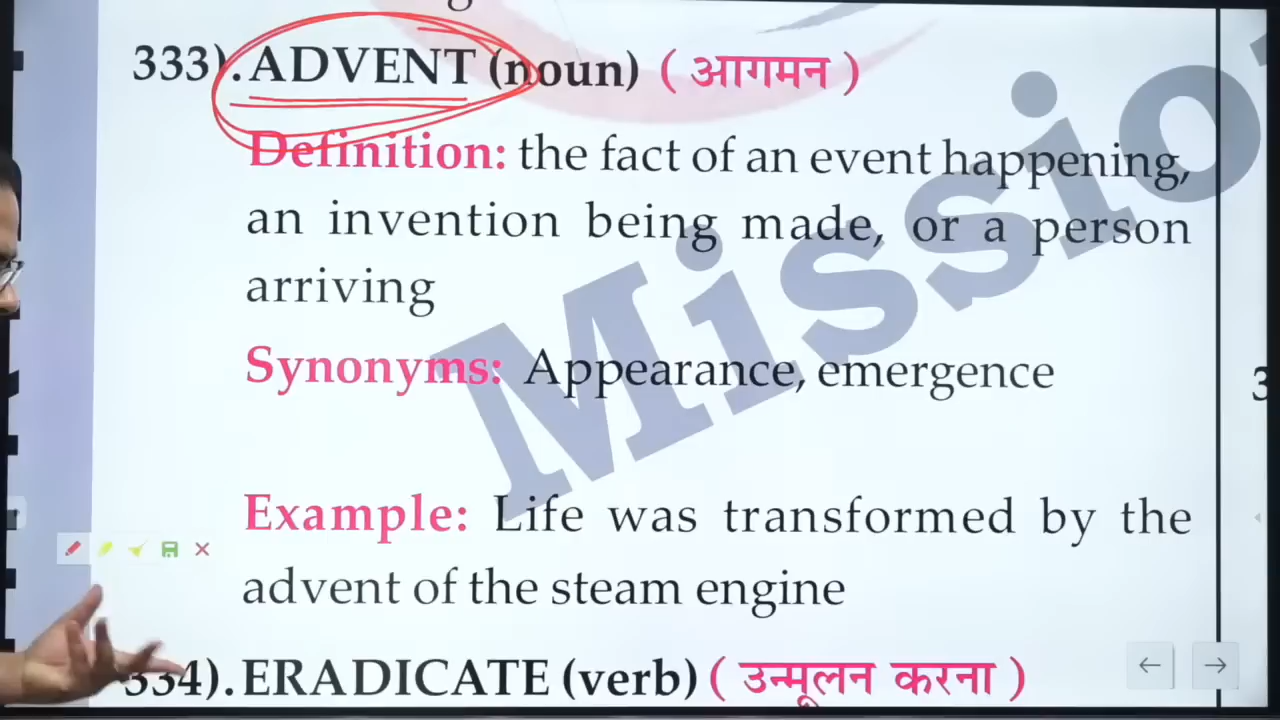 333).ADVENT (noun) ( आगमन )
Definition: the fact of an event happening,
an invention being made, or a person
arriving
Synonyms: Appearance, emergence
Example: Life was transformed by the
advent of the steam engine
334).ERADICATE (verb) ( उन्मूलन करना )
Missio
3